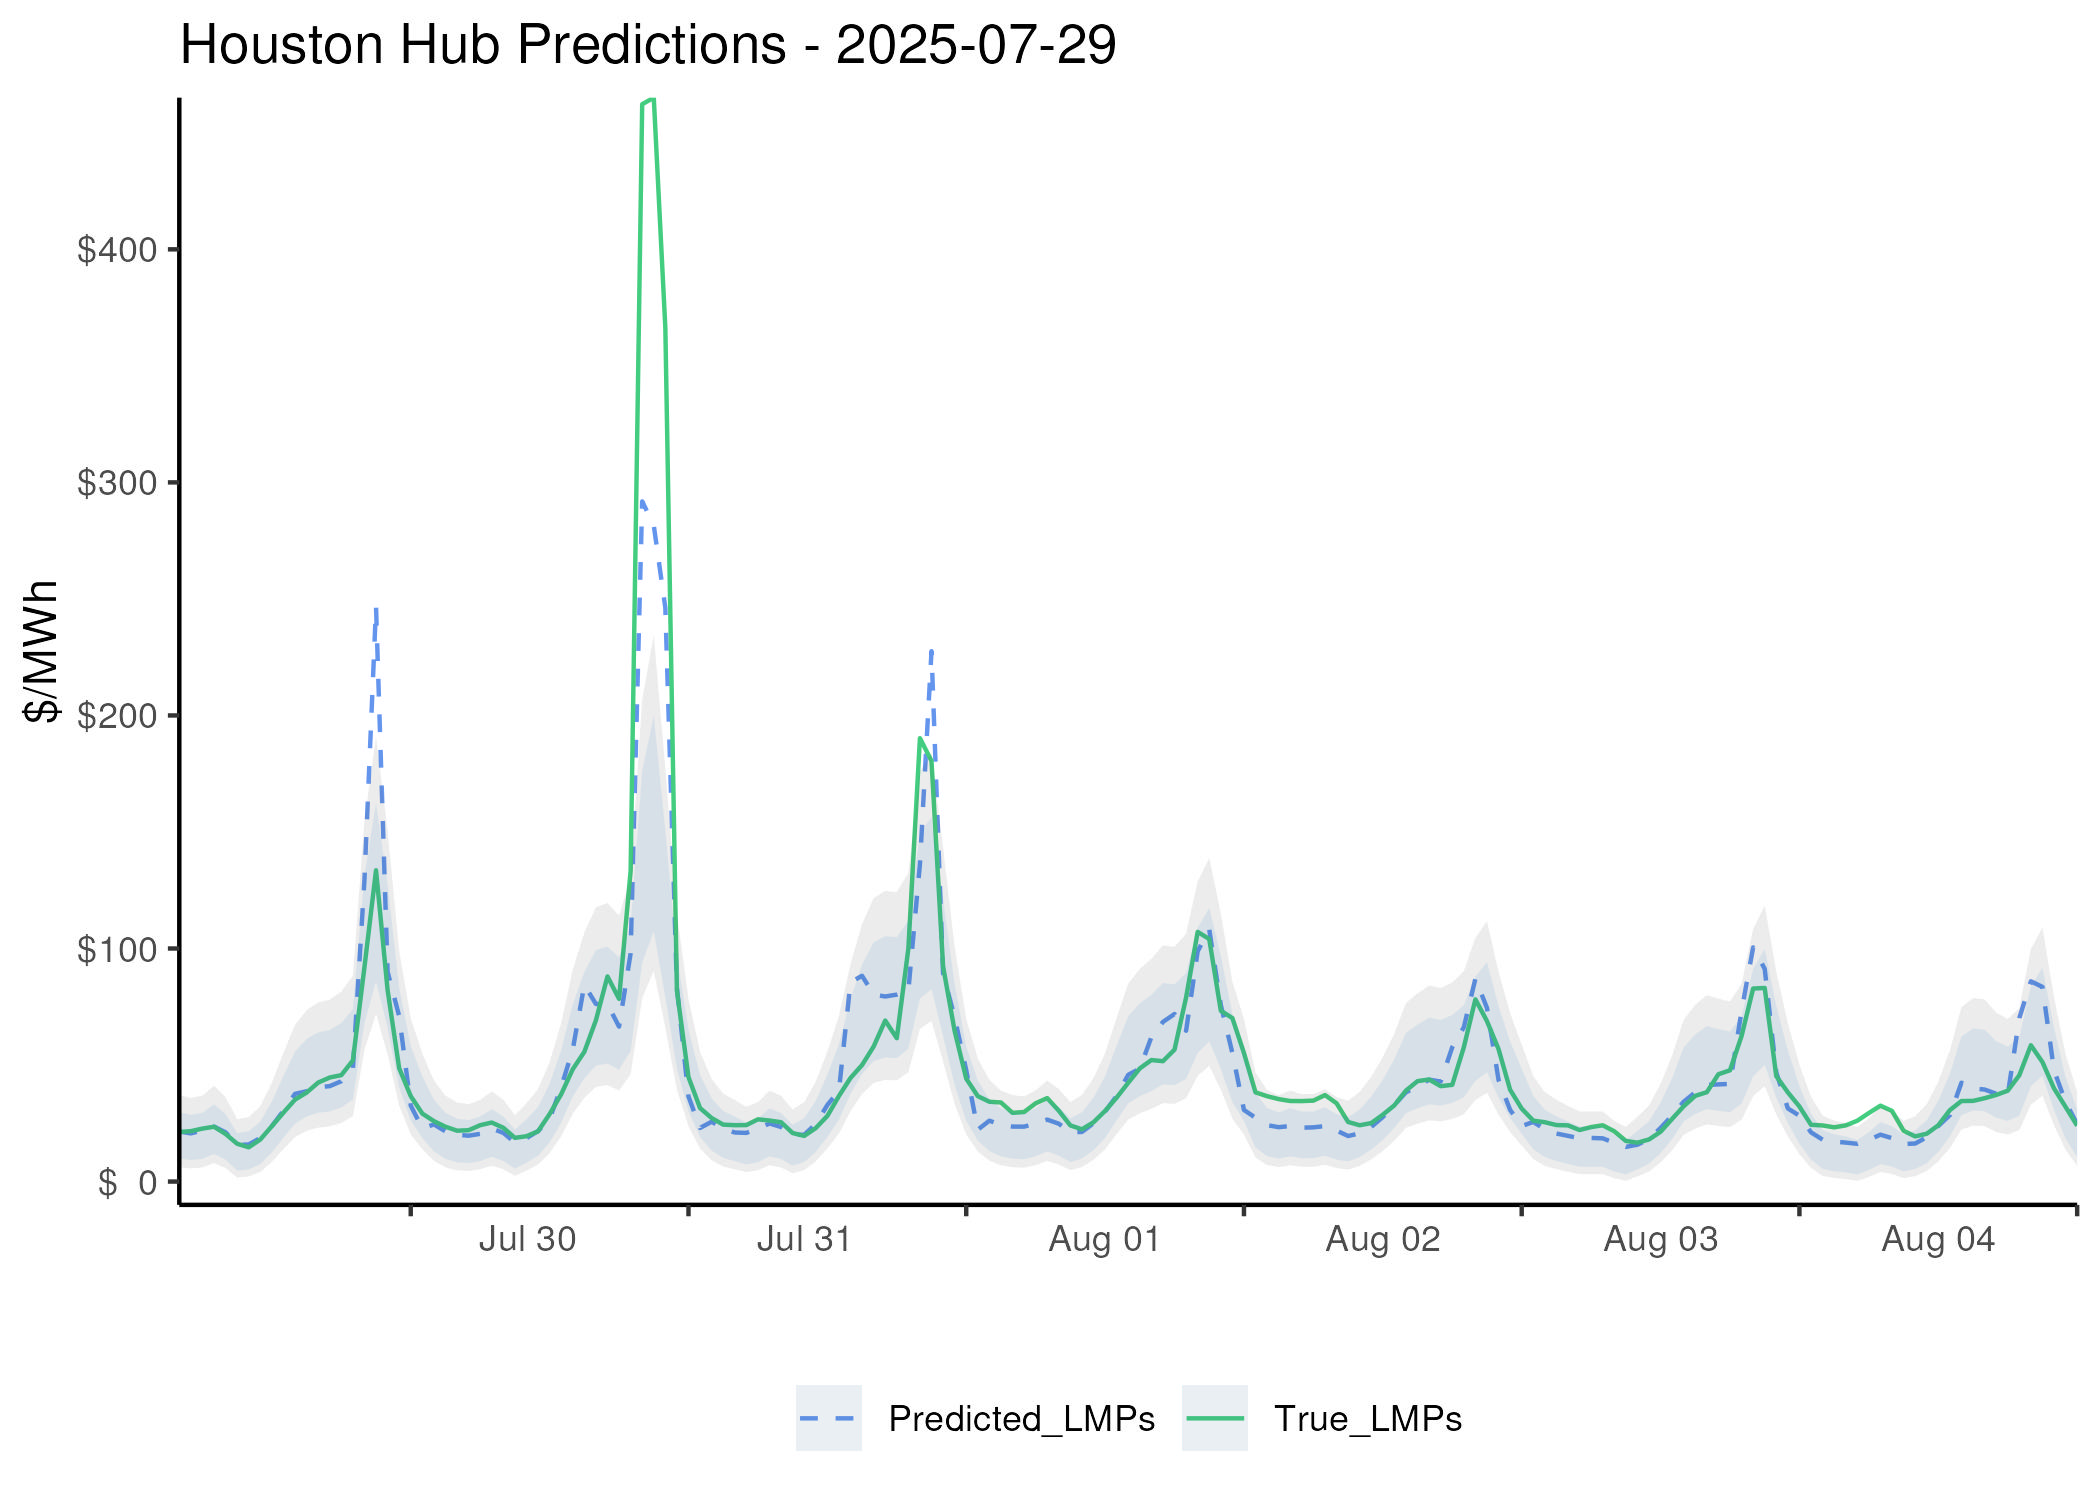 Houston Hub Predictions - 2025-07-29
$/MWh
$400
$300
$200
$100
$  0
Jul 30
Jul 31
Aug 01
Aug 02
Aug 03
Aug 04
Predicted_LMPs
True_LMPs